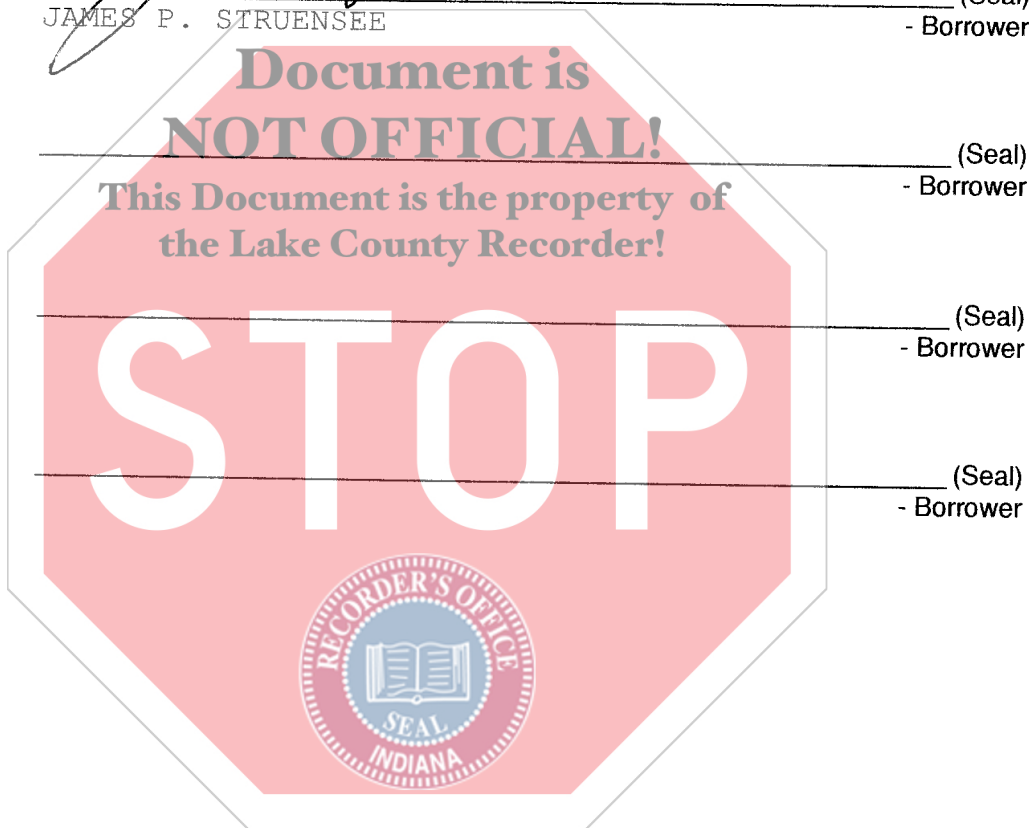 (Seal)
JAMES P. STRUENSEE
- Borrower
Document is
NOT OFFICIAL!
(Seal)
- Borrower
This Document is the property of
the Lake County Recorder!
(Seal)
- Borrower
STOP
(Seal)
- Borrower
RECORDER'S OFFICE
SEAL
INDIANA